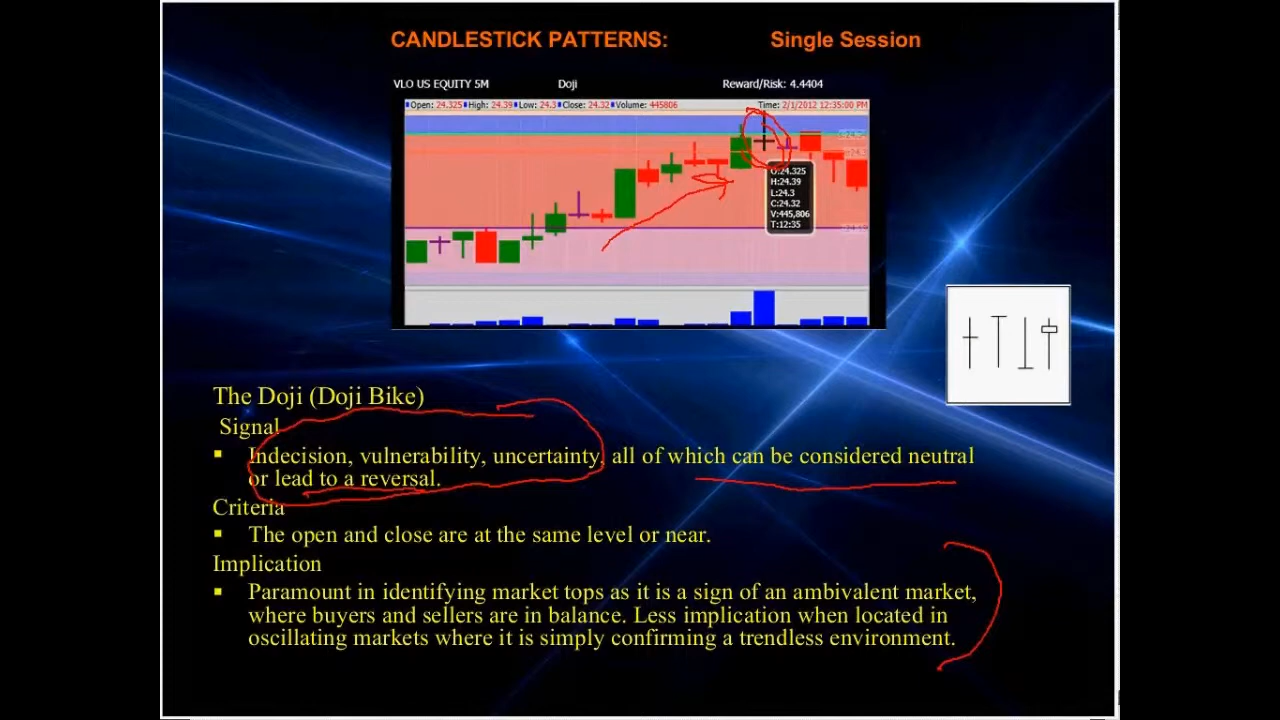 CANDLESTICK PATTERNS: Single Session
VLO US EQUITY 5M Doji Reward/Risk: 4.4404
Open: 24.325 High: 24.39 Low: 24.3 Close: 24.32 Volume: 445806 Time: 2/1/2012 12:35:00 PM
O:24.325
H:24.39
L:24.3
C:24.32
V:445,806
T:12:35
The Doji (Doji Bike)
Signal
Indecision, vulnerability, uncertainty, all of which can be considered neutral
or lead to a reversal.
Criteria
The open and close are at the same level or near.
Implication
Paramount in identifying market tops as it is a sign of an ambivalent market,
where buyers and sellers are in balance. Less implication when located in
oscillating markets where it is simply confirming a trendless environment.